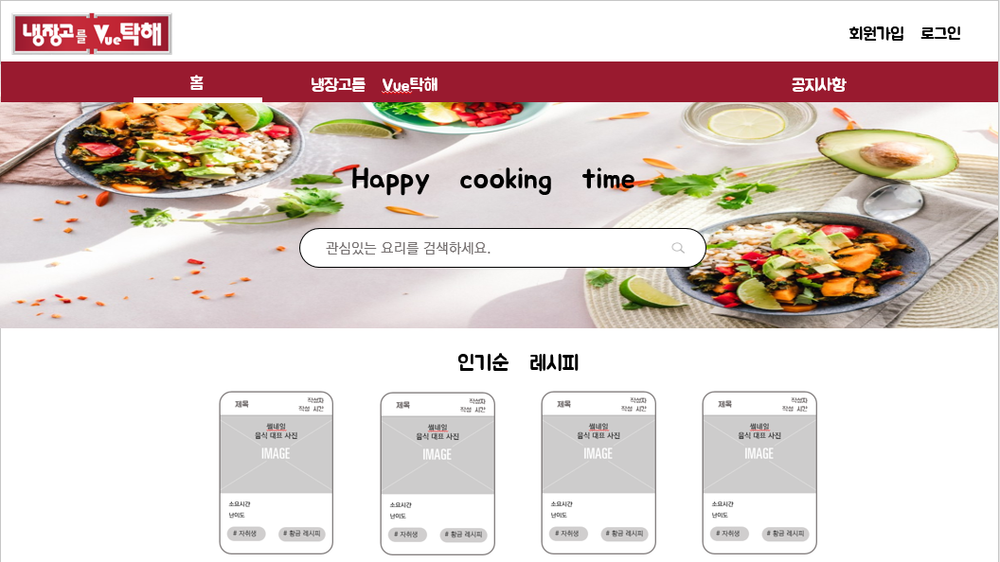 냉장고를 Vue탁해
회원가입 로그인
홈 냉장고를 Vue탁해 공지사항
Happy cooking time
관심있는 요리를 검색하세요.
인기순 레시피
제목 작성자
작성 시간
썸네일
음식 대표 사진
IMAGE
소요시간
난이도
# 자취생 # 황금 레시피
제목 작성자
작성 시간
썸네일
음식 대표 사진
IMAGE
소요시간
난이도
# 자취생 # 황금 레시피
제목 작성자
작성 시간
썸네일
음식 대표 사진
IMAGE
소요시간
난이도
# 자취생 # 황금 레시피
제목 작성자
작성 시간
썸네일
음식 대표 사진
IMAGE
소요시간
난이도
# 자취생 # 황금 레시피